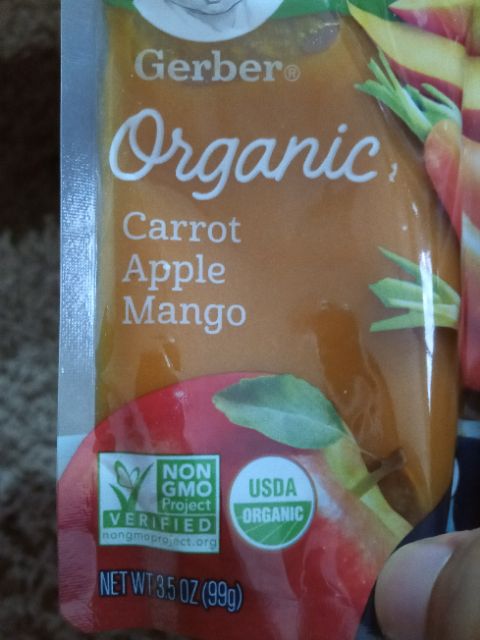 Gerber®
Organic
Carrot
Apple
Mango
NON
GMO
Project
VERIFIED
nongmoproject.org
USDA
ORGANIC
NET WT 3.5 OZ (99g)